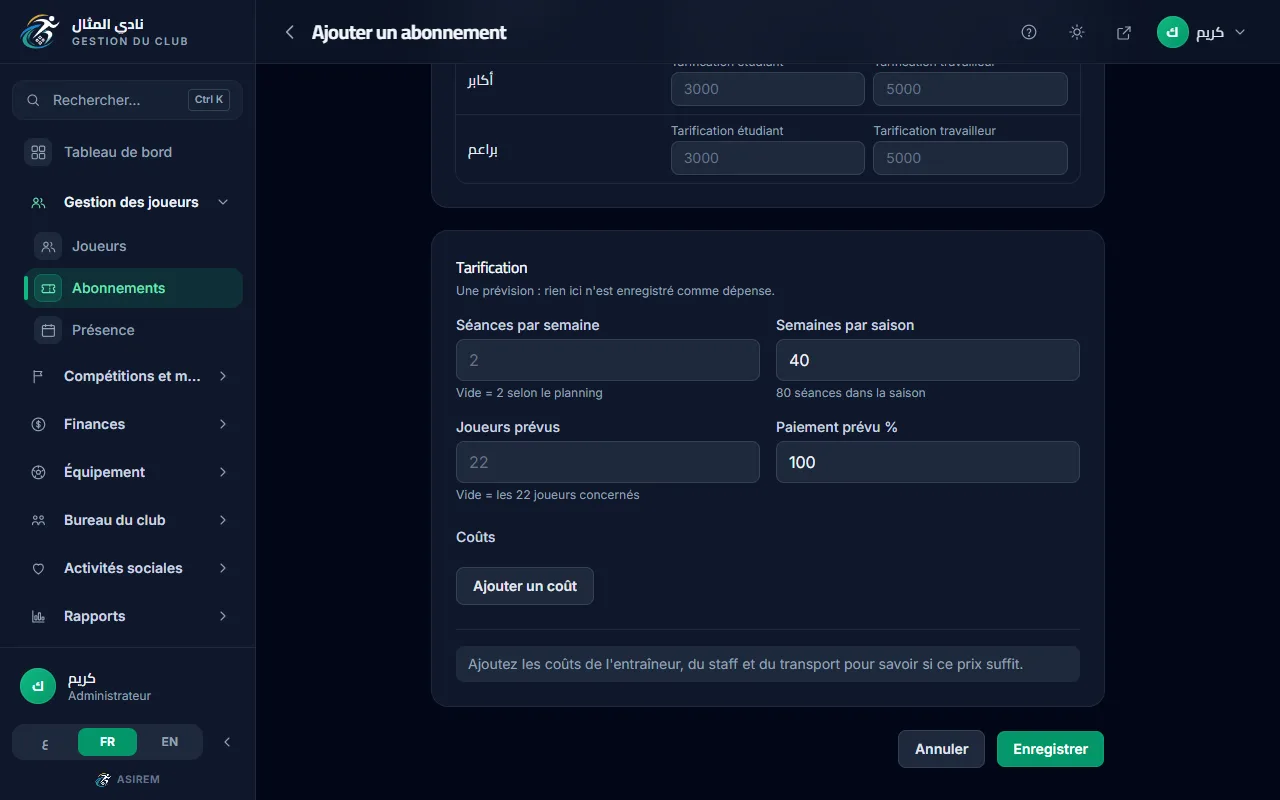 نادي المثال
GESTION DU CLUB
Rechercher...
Ctrl K
Tableau de bord
Gestion des joueurs
Joueurs
Abonnements
Présence
Compétitions et m...
Finances
Équipement
Bureau du club
Activités sociales
Rapports
كريم
Administrateur
ع
FR
EN
ASIREM
Ajouter un abonnement
ك
كريم
Tarification étudiant
Tarification travailleur
أكابر
3000
5000
Tarification étudiant
Tarification travailleur
براعم
3000
5000
Tarification
Une prévision : rien ici n'est enregistré comme dépense.
Séances par semaine
Semaines par saison
2
40
Vide = 2 selon le planning
80 séances dans la saison
Joueurs prévus
Paiement prévu %
22
100
Vide = les 22 joueurs concernés
Coûts
Ajouter un coût
Ajoutez les coûts de l'entraîneur, du staff et du transport pour savoir si ce prix suffit.
Annuler
Enregistrer